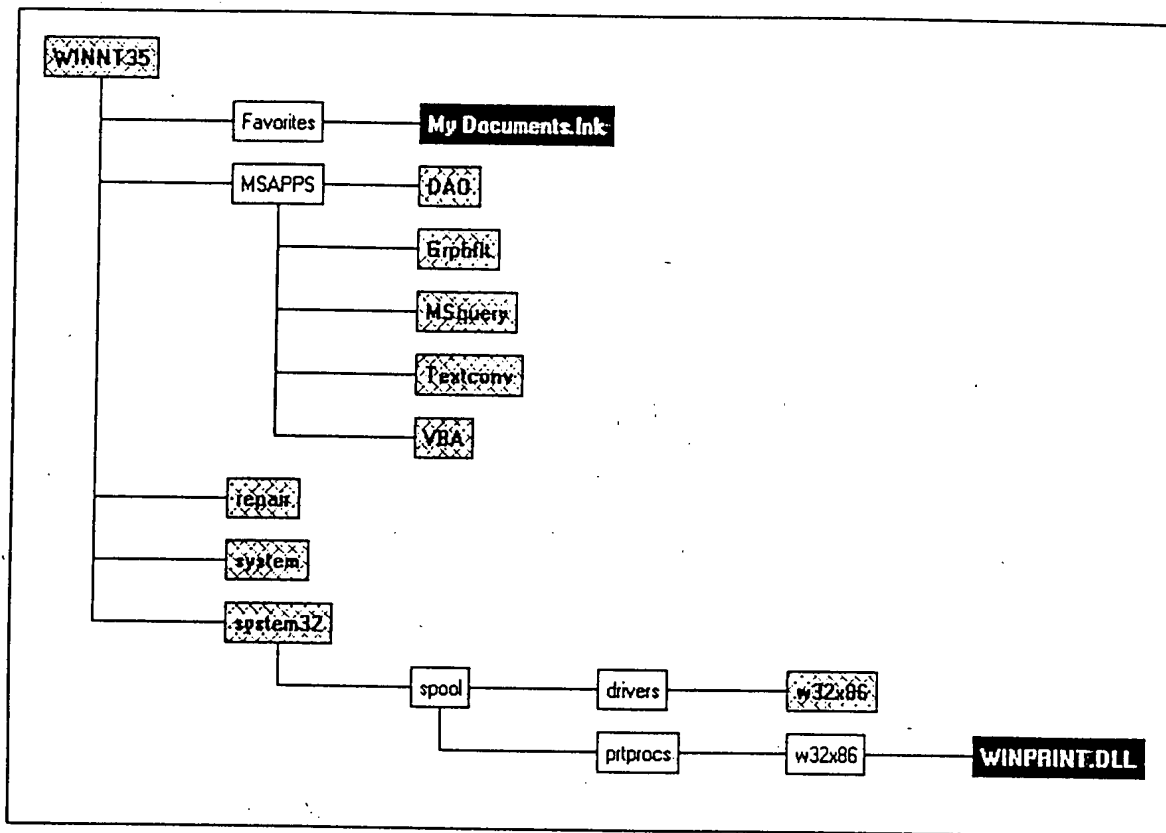 WINNT35
Favorites
My Documents.lnk
MSAPPS
DAO
Grphflt
MSquery
Textconv
VBA
repair
system
system32
spool
drivers
w32x86
prtprocs
w32x86
WINPRINT.DLL